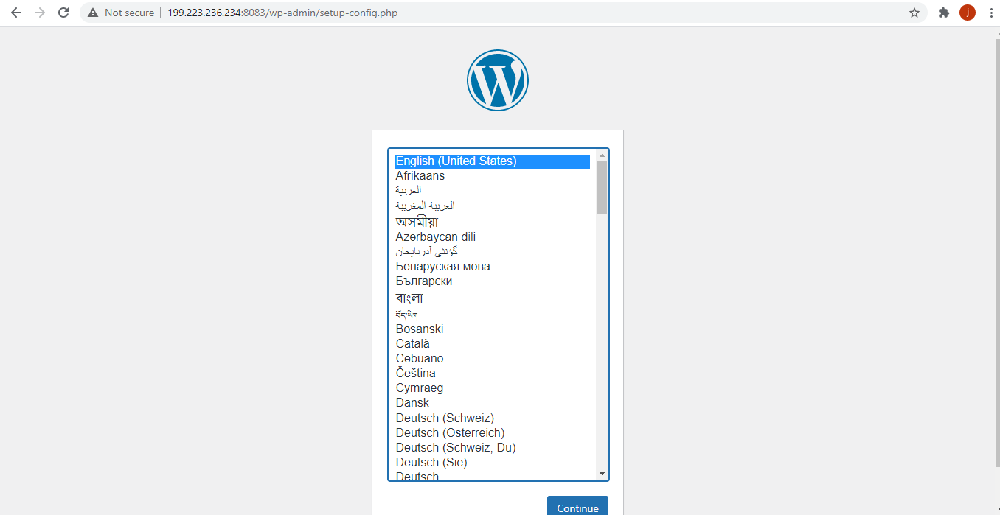 Not secure
199.223.236.234:8083/wp-admin/setup-config.php
j
W
English (United States)
Afrikaans
العربية
العربية المغربية
অসমীয়া
Azərbaycan dili
گؤنئی آذربایجان
Беларуская мова
Български
বাংলা
བོད་ཡིག
Bosanski
Català
Cebuano
Čeština
Cymraeg
Dansk
Deutsch (Schweiz)
Deutsch (Österreich)
Deutsch (Schweiz, Du)
Deutsch (Sie)
Deutsch
Continue